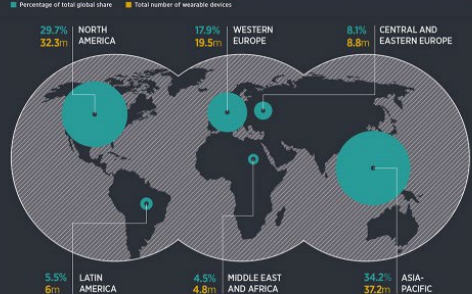 Percentage of total global share Total number of wearable devices
29.7% NORTH
32.3m AMERICA
17.9% WESTERN
19.5m EUROPE
8.1% CENTRAL AND
8.8m EASTERN EUROPE
5.5% LATIN
6m AMERICA
4.5% MIDDLE EAST
4.8m AND AFRICA
34.2% ASIA-
37.2m PACIFIC